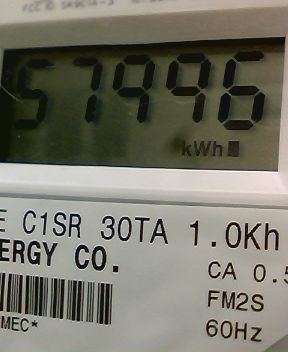 57996
kWh
E C1SR 30TA 1.0Kh
ERGY CO.
CA 0.5
FM2S
60Hz
MEC*